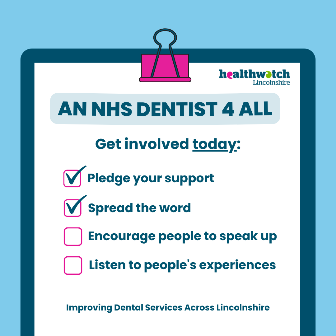 healthwatch
Lincolnshire
AN NHS DENTIST 4 ALL
Get involved today:
Pledge your support
Spread the word
Encourage people to speak up
Listen to people's experiences
Improving Dental Services Across Lincolnshire